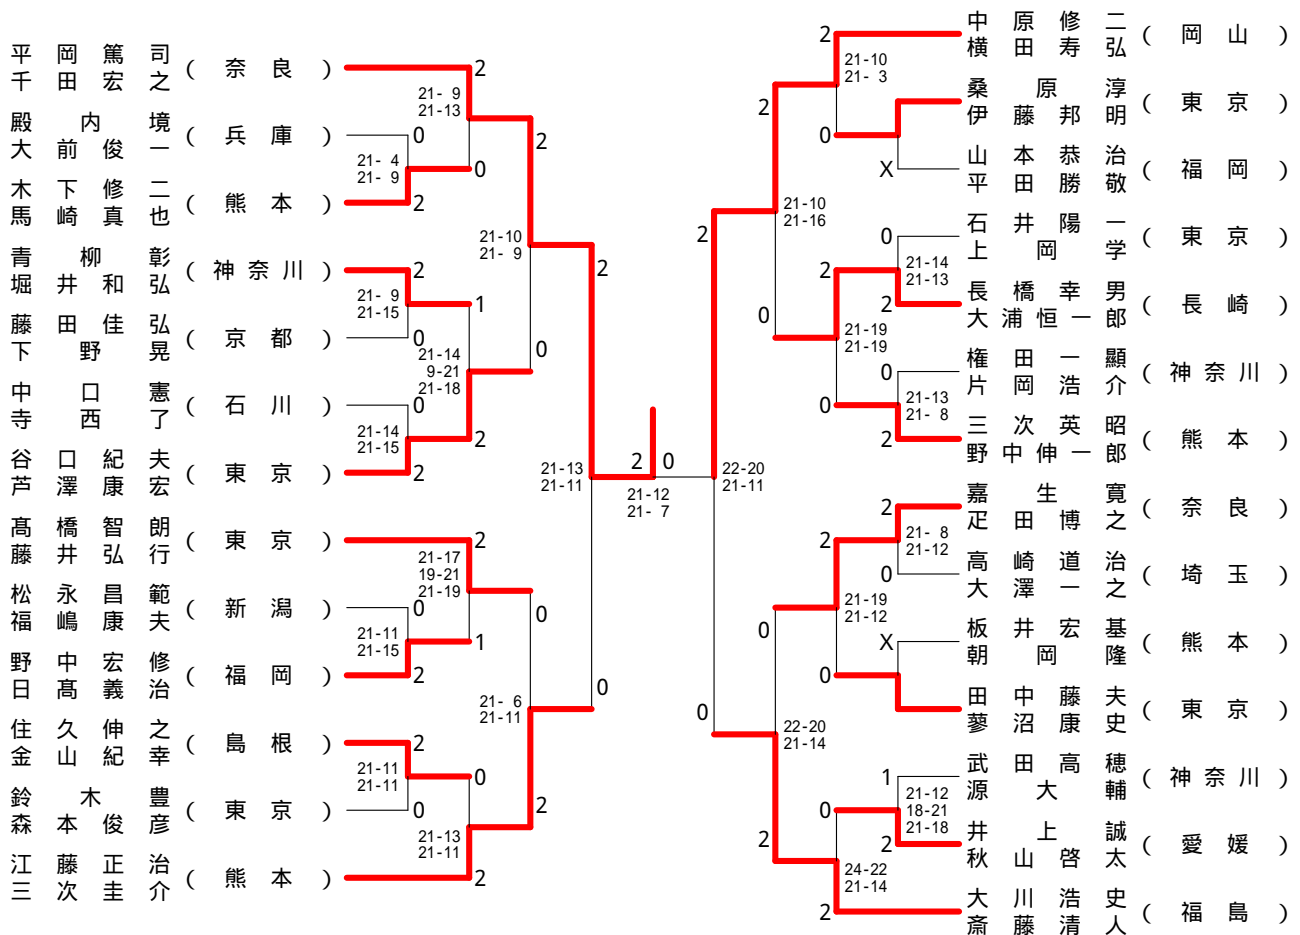 平岡篤司
千田宏之
(奈良)
2
21- 9
21-13
殿内境
大前俊一
(兵庫)
0
21- 4
21- 9
0
木下修二
馬崎真也
(熊本)
2
2
21-10
21- 9
青柳彰
堀井和弘
(神奈川)
2
21- 9
21-15
1
藤田佳弘
下野晃
(京都)
0
21-14
9-21
21-18
0
中口憲
寺西了
(石川)
0
21-14
21-15
2
谷口紀夫
芦澤康宏
(東京)
2
2
21-13
21-11
髙橋智朗
藤井弘行
(東京)
2
21-17
19-21
21-19
松永昌範
福嶋康夫
(新潟)
0
21-11
21-15
1
野中宏修
日髙義治
(福岡)
2
0
21- 6
21-11
0
住久伸之
金山紀幸
(島根)
2
21-11
21-11
0
鈴木豊
森本俊彦
(東京)
0
21-13
21-11
2
江藤正治
三次圭介
(熊本)
2
2 0
21-12
21- 7
中原修二
横田寿弘
(岡山)
2
21-10
21- 3
2
桑原淳
伊藤邦明
(東京)
0
山本恭治
平田勝敬
(福岡)
X
21-10
21-16
2
石井陽一
上岡学
(東京)
0
21-14
21-13
2
長橋幸男
大浦恒一郎
(長崎)
2
0
21-19
21-19
権田一顯
片岡浩介
(神奈川)
0
21-13
21- 8
0
三次英昭
野中伸一郎
(熊本)
2
22-20
21-11
嘉生寛
疋田博之
(奈良)
2
21- 8
21-12
2
高崎道治
大澤一之
(埼玉)
0
21-19
21-12
0
板井宏基
朝岡隆
(熊本)
X
0
田中藤夫
蓼沼康史
(東京)
0
22-20
21-14
武田高穂
源大輔
(神奈川)
1
21-12
18-21
21-18
0
井上誠
秋山啓太
(愛媛)
2
2
24-22
21-14
大川浩史
斎藤清人
(福島)
2